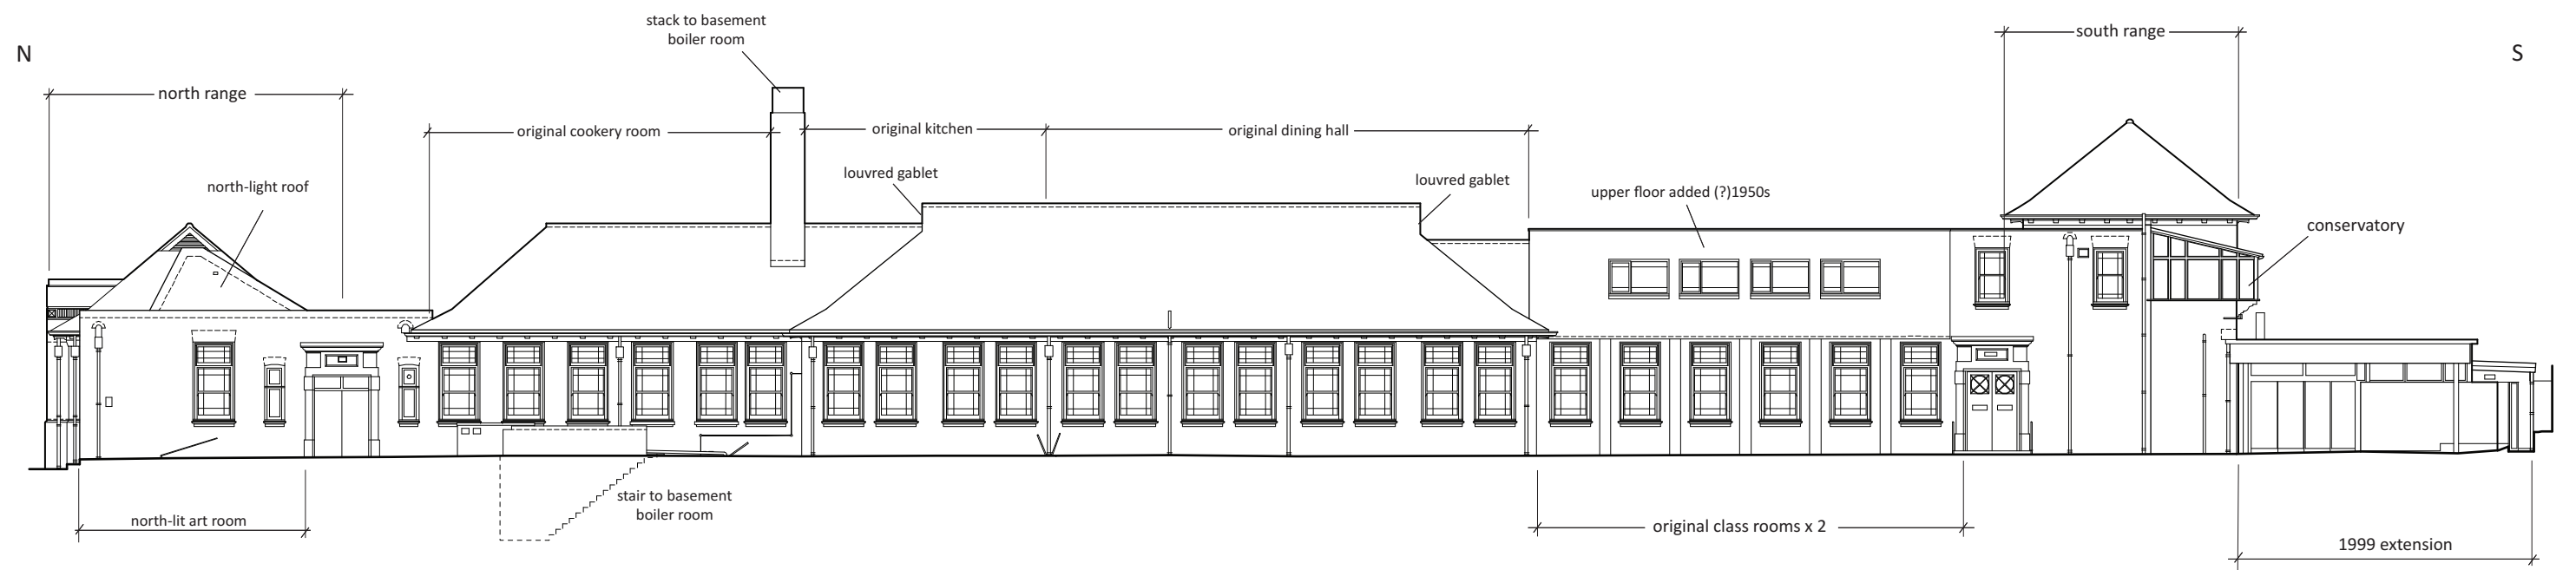 stack to basement
boiler room
N
S
south range
north range
original cookery room
original kitchen
original dining hall
louvred gablet
louvred gablet
north-light roof
upper floor added (?)1950s
conservatory
stair to basement
boiler room
north-lit art room
original class rooms x 2
1999 extension